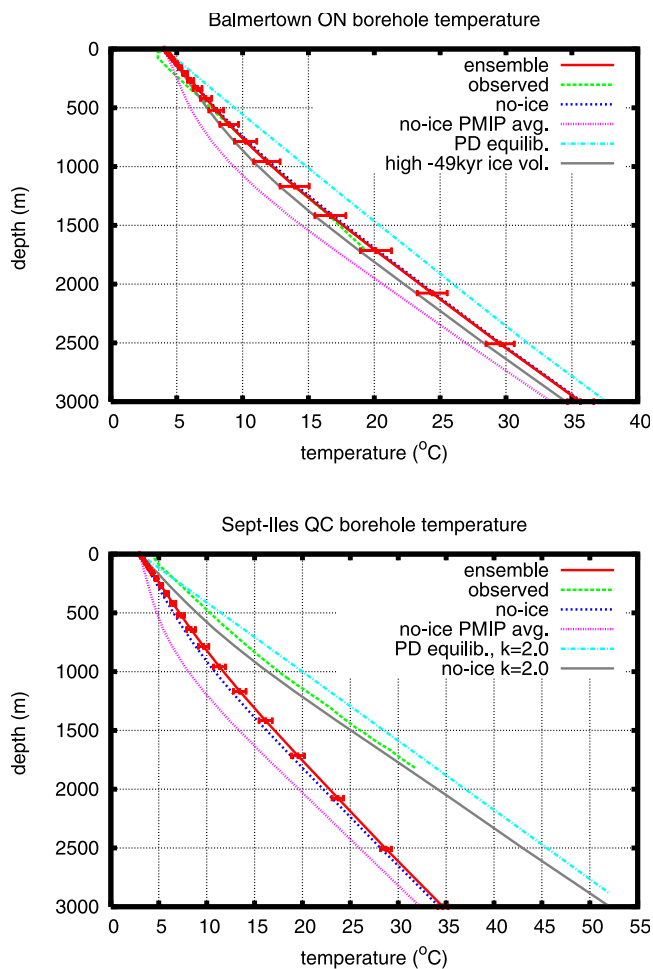 Balmertown ON borehole temperature
0
500
1000
1500
2000
2500
3000
depth (m)
ensemble
observed
no-ice
no-ice PMIP avg.
PD equilib.
high -49kyr ice vol.
0 5 10 15 20 25 30 35 40
temperature (°C)
Sept-Iles QC borehole temperature
0
500
1000
1500
2000
2500
3000
depth (m)
ensemble
observed
no-ice
no-ice PMIP avg.
PD equilib., k=2.0
no-ice k=2.0
0 5 10 15 20 25 30 35 40 45 50 55
temperature (°C)